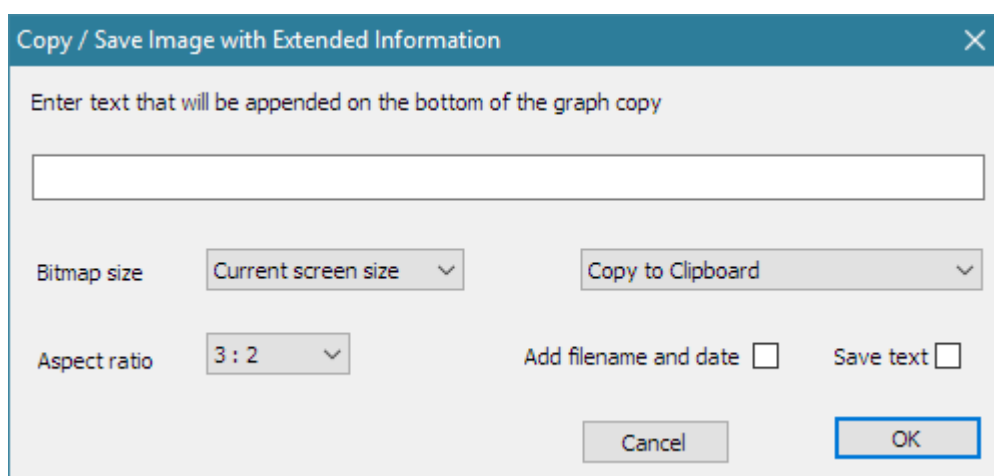 Copy / Save Image with Extended Information
Enter text that will be appended on the bottom of the graph copy
Bitmap size Current screen size Copy to Clipboard
Aspect ratio 3 : 2 Add filename and date Save text
Cancel OK